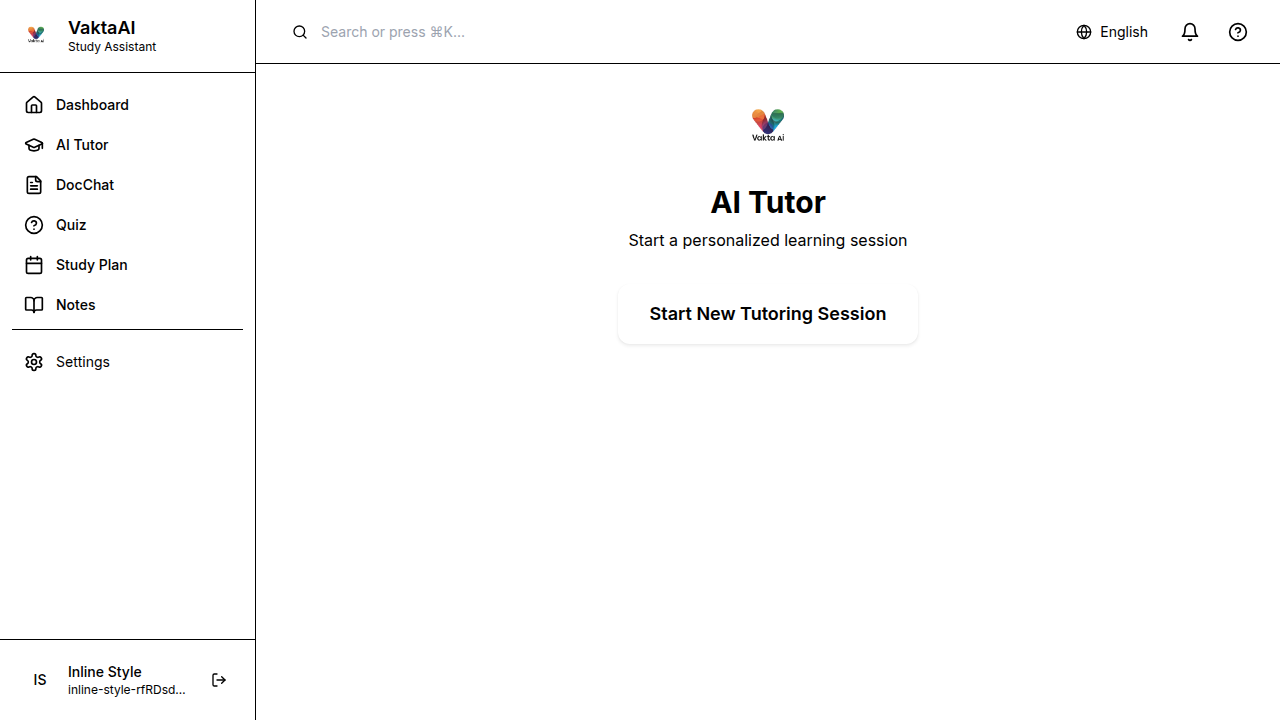 VaktaAI
Study Assistant
Dashboard
AI Tutor
DocChat
Quiz
Study Plan
Notes
Settings
IS
Inline Style
inline-style-rfRDsd...
Search or press ⌘K...
English
Vakta Ai
AI Tutor
Start a personalized learning session
Start New Tutoring Session